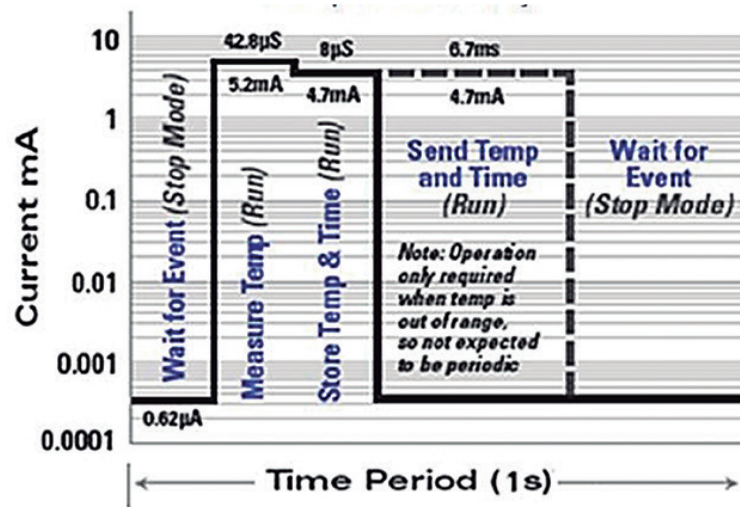 10
1
0.1
0.01
0.001
0.0001
Current mA
Wait for Event (Stop Mode)
0.62µA
42.8µS
5.2mA
Measure Temp (Run)
8µS
4.7mA
Store Temp & Time (Run)
6.7ms
4.7mA
Send Temp
and Time
(Run)
Note: Operation
only required
when temp is
out of range,
so not expected
to be periodic
Wait for
Event
(Stop Mode)
Time Period (1s)